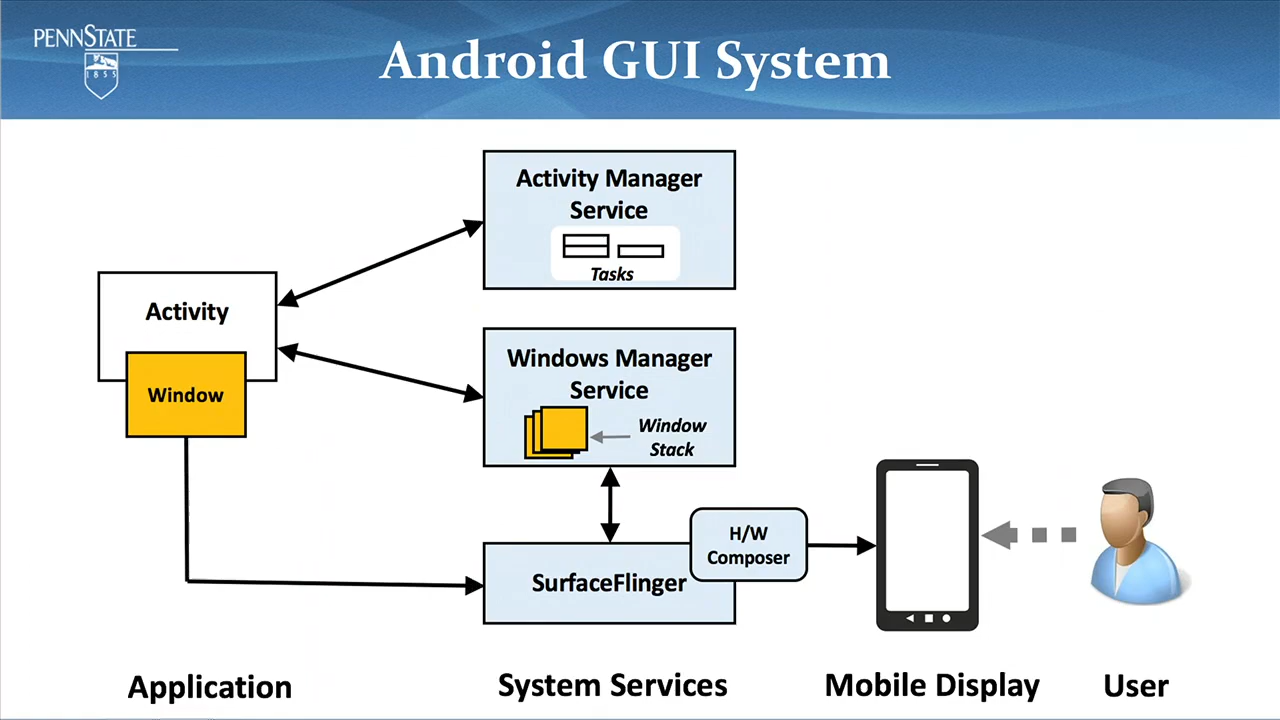 PENNSTATE
1855
Android GUI System
Activity Manager
Service
Tasks
Activity
Window
Windows Manager
Service
Window
Stack
H/W
Composer
SurfaceFlinger
Application
System Services
Mobile Display
User